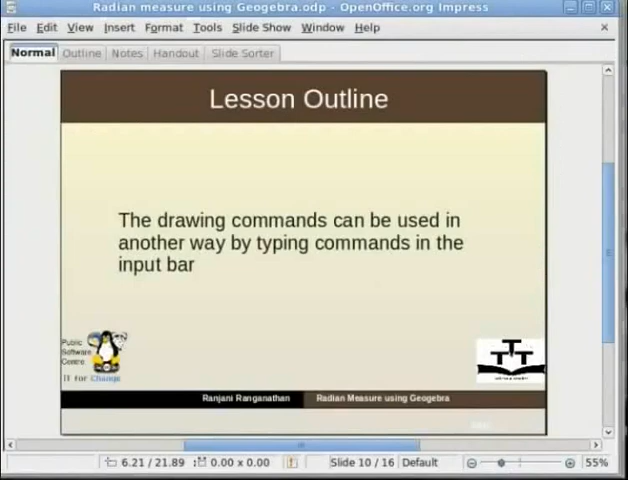 Radian measure using Geogebra.odp - OpenOffice.org Impress
File Edit View Insert Format Tools Slide Show Window Help
Normal Outline Notes Handout Slide Sorter
Lesson Outline
The drawing commands can be used in
another way by typing commands in the
input bar
Public
Software
Centre
IT for Change
TTT
Ranjani Ranganathan Radian Measure using Geogebra
6.21 / 21.89 0.00 x 0.00 Slide 10 / 16 Default 55%